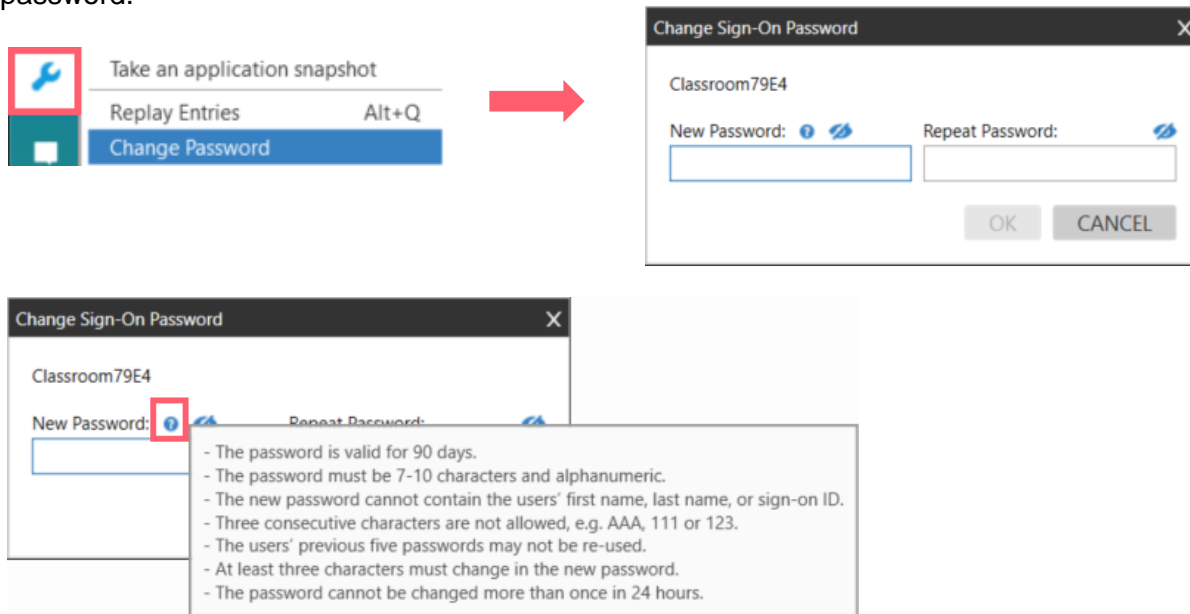 password.
Take an application snapshot
Replay Entries Alt+Q
Change Password
Change Sign-On Password X
Classroom79E4
New Password: ? Repeat Password:
OK CANCEL
Change Sign-On Password X
Classroom79E4
New Password: ? Repeat Password:
- The password is valid for 90 days.
- The password must be 7-10 characters and alphanumeric.
- The new password cannot contain the users' first name, last name, or sign-on ID.
- Three consecutive characters are not allowed, e.g. AAA, 111 or 123.
- The users' previous five passwords may not be re-used.
- At least three characters must change in the new password.
- The password cannot be changed more than once in 24 hours.